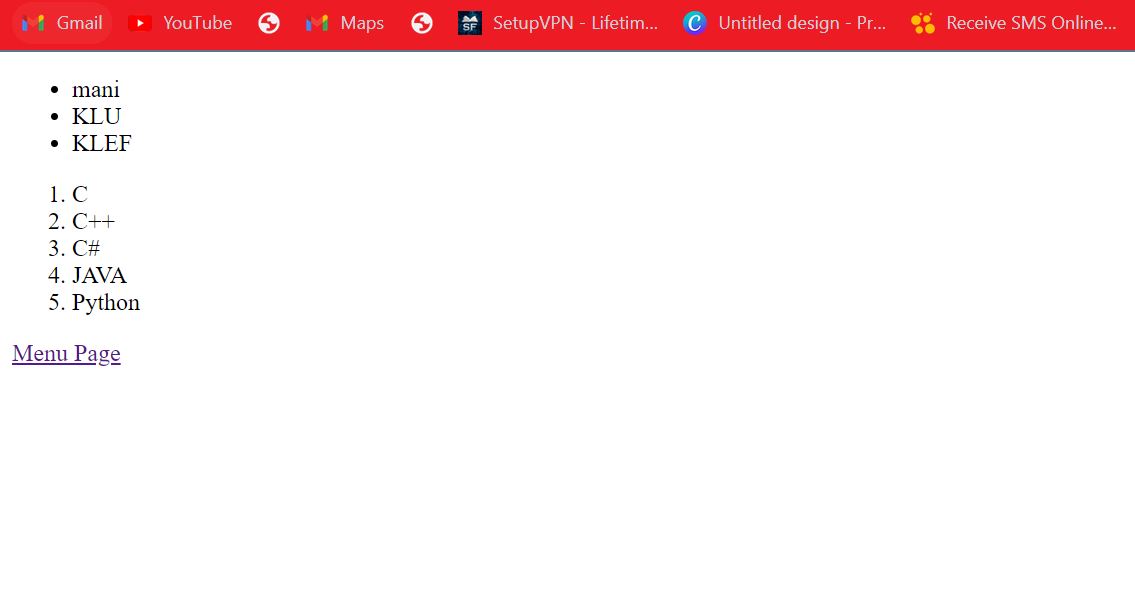 Gmail YouTube Maps SetupVPN - Lifetim... Untitled design - Pr... Receive SMS Online...
SF
• mani
• KLU
• KLEF
1. C
2. C++
3. C#
4. JAVA
5. Python
Menu Page